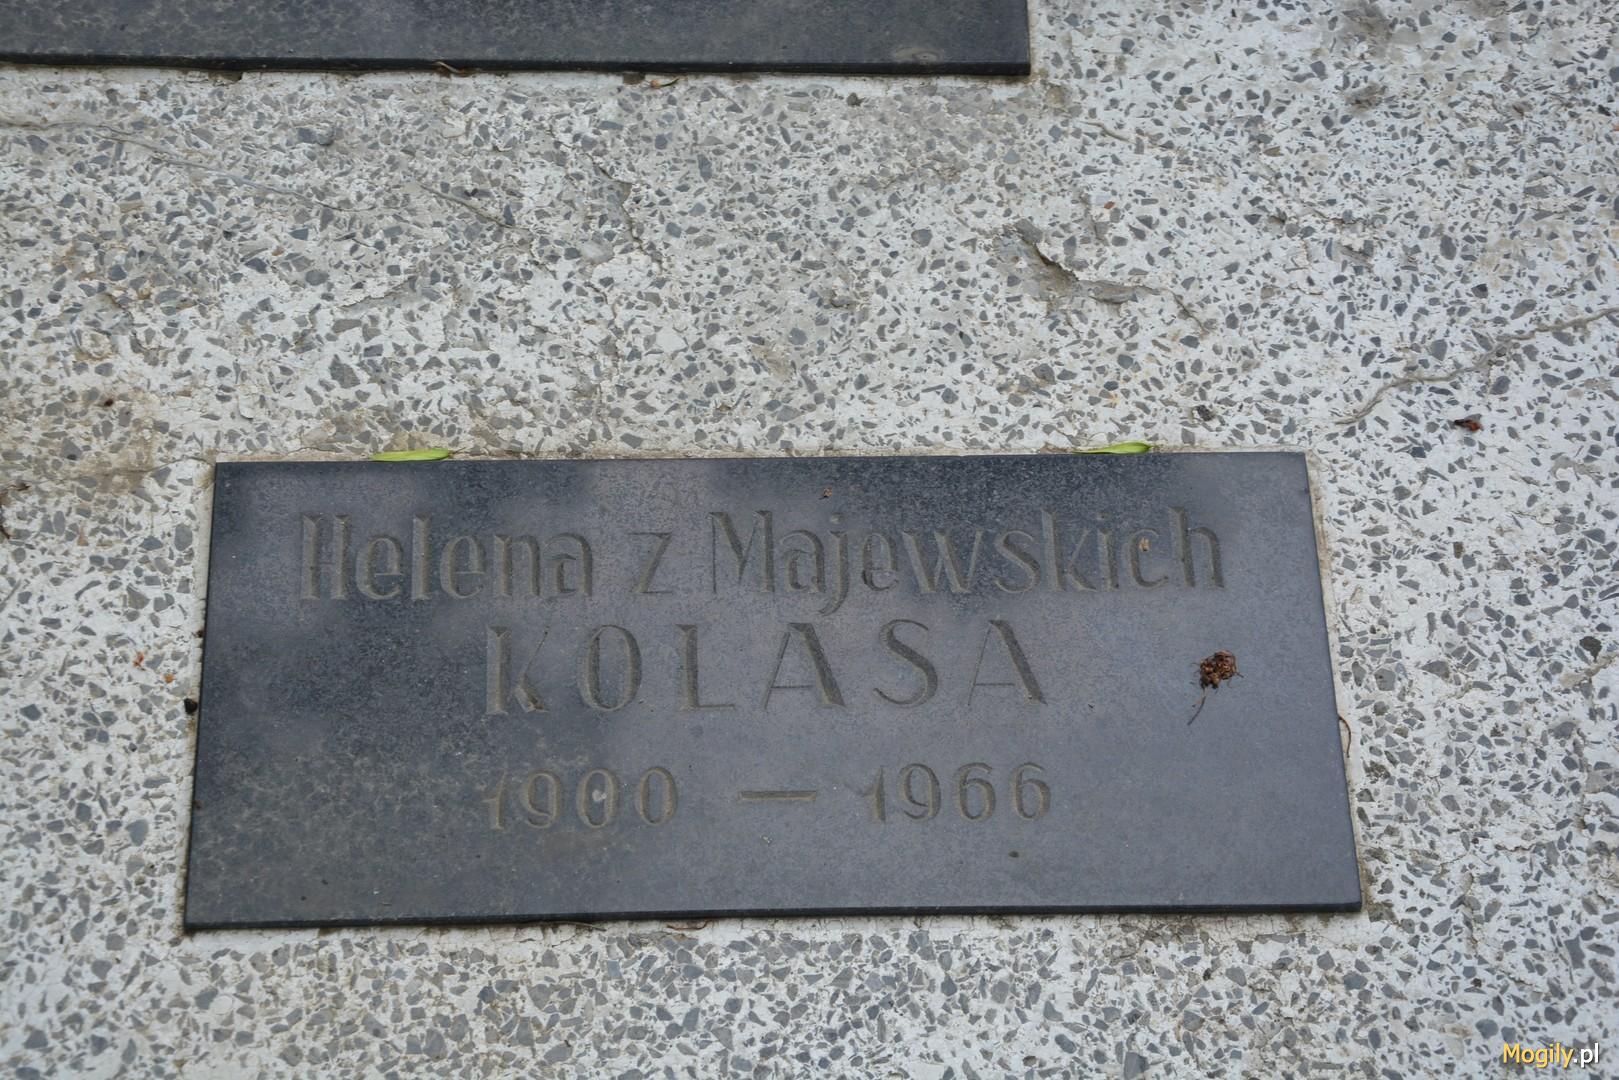 Helena z Majewskich
KOLASA
1900 — 1966
Mogily.pl